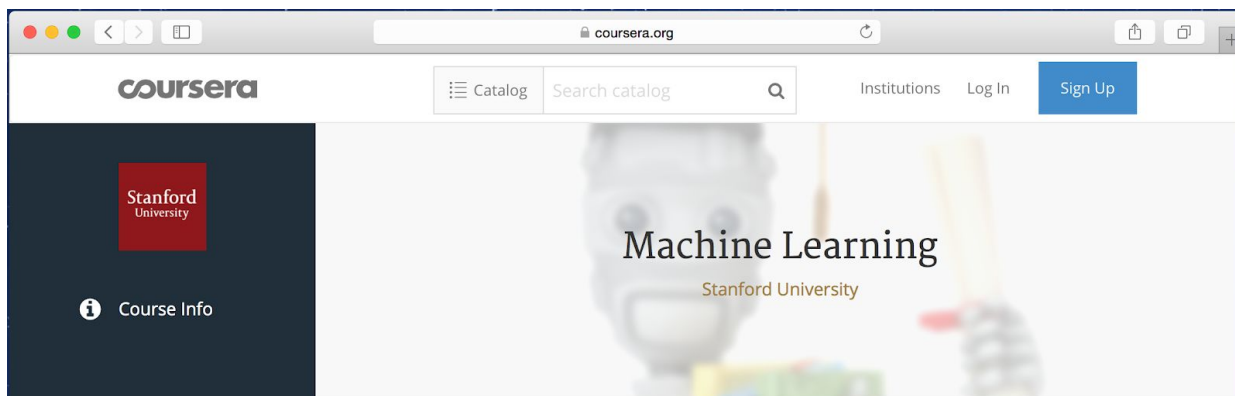 coursera.org
coursera
Catalog
Search catalog
Institutions
Log In
Sign Up
Stanford
University
Machine Learning
Stanford University
Course Info